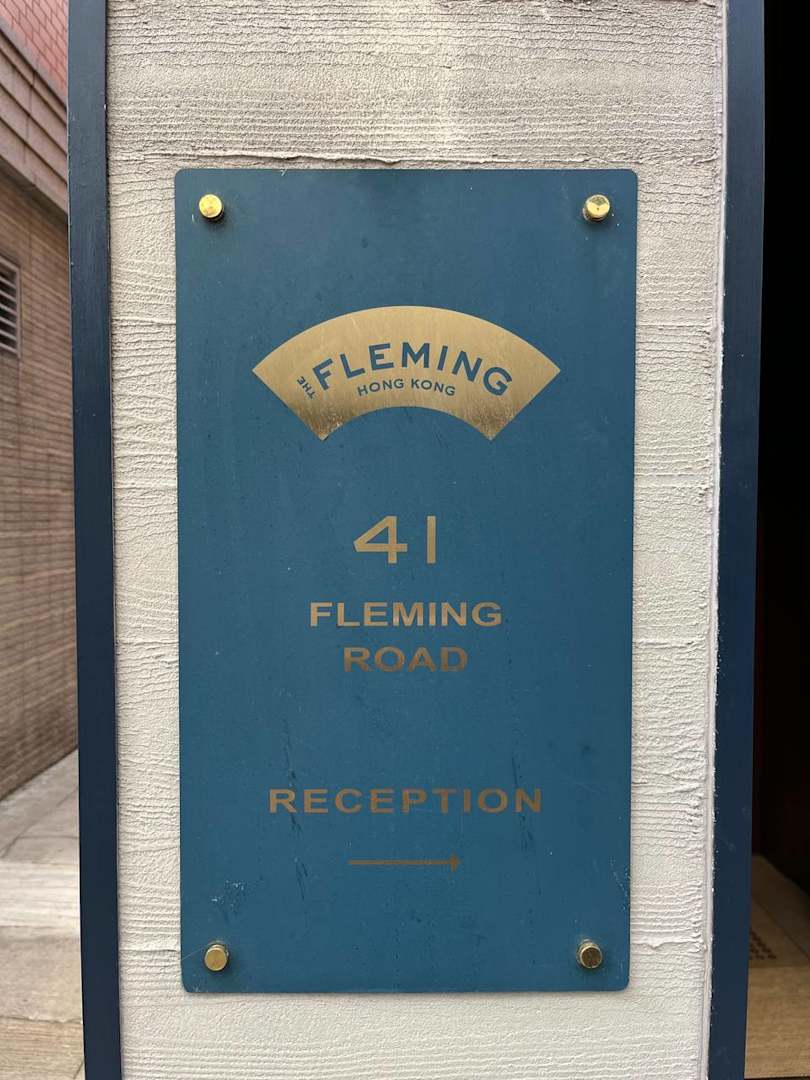 THE FLEMING
HONG KONG
41
FLEMING
ROAD
RECEPTION